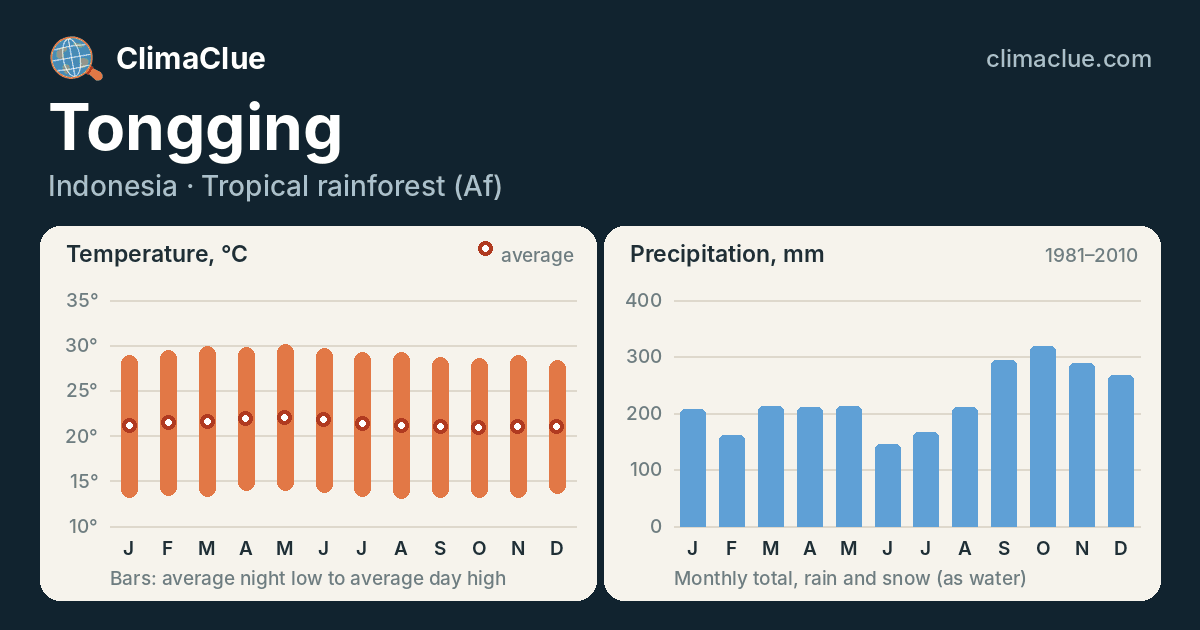 ClimaClue
climaclue.com
Tongging
Indonesia · Tropical rainforest (Af)
Temperature, °C
average
35°
30°
25°
20°
15°
10°
J F M A M J J A S O N D
Bars: average night low to average day high
Precipitation, mm
1981–2010
400
300
200
100
0
J F M A M J J A S O N D
Monthly total, rain and snow (as water)